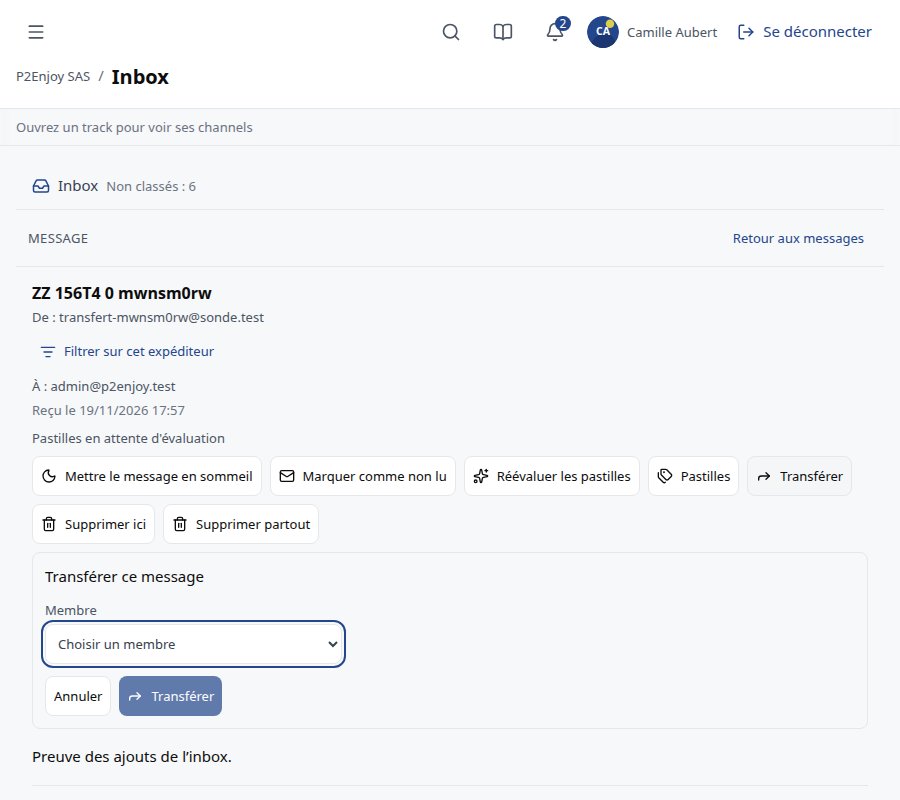 2
CA Camille Aubert Se déconnecter
P2Enjoy SAS / Inbox
Ouvrez un track pour voir ses channels
Inbox Non classés : 6
MESSAGE Retour aux messages
ZZ 156T4 0 mwnsm0rw
De : transfert-mwnsm0rw@sonde.test
Filtrer sur cet expéditeur
À : admin@p2enjoy.test
Reçu le 19/11/2026 17:57
Pastilles en attente d'évaluation
Mettre le message en sommeil Marquer comme non lu Réévaluer les pastilles Pastilles Transférer
Supprimer ici Supprimer partout
Transférer ce message
Membre
Choisir un membre
Annuler Transférer
Preuve des ajouts de l’inbox.